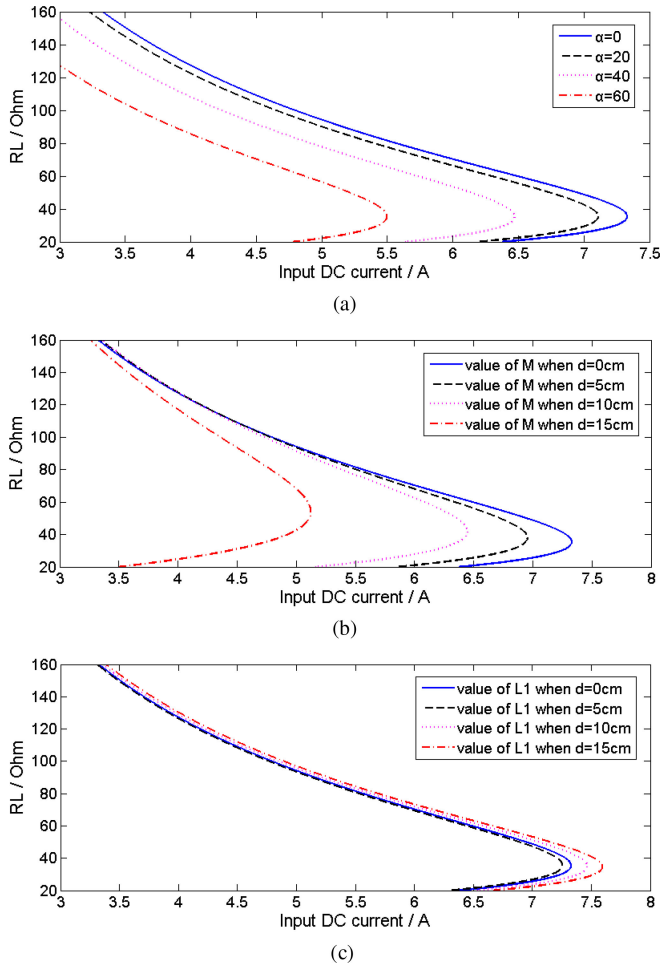 160
140
120
100
80
60
40
20
RL / Ohm
α=0
α=20
α=40
α=60
3 3.5 4 4.5 5 5.5 6 6.5 7 7.5
Input DC current / A
(a)
160
140
120
100
80
60
40
20
RL / Ohm
value of M when d=0cm
value of M when d=5cm
value of M when d=10cm
value of M when d=15cm
3 3.5 4 4.5 5 5.5 6 6.5 7 7.5 8
Input DC current / A
(b)
160
140
120
100
80
60
40
20
RL / Ohm
value of L1 when d=0cm
value of L1 when d=5cm
value of L1 when d=10cm
value of L1 when d=15cm
3 3.5 4 4.5 5 5.5 6 6.5 7 7.5 8
Input DC current / A
(c)